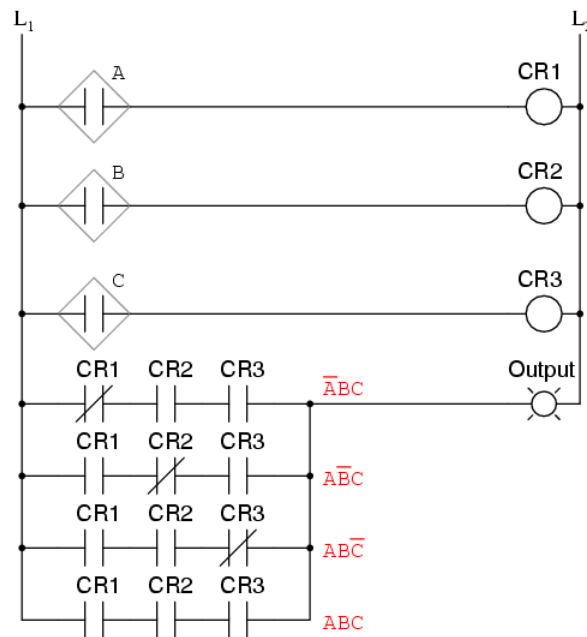 L₁ L₂
A CR1
B CR2
C CR3
CR1 CR2 CR3 A̅BC Output
CR1 CR2 CR3 AB̅C
CR1 CR2 CR3 ABC̅
CR1 CR2 CR3 ABC